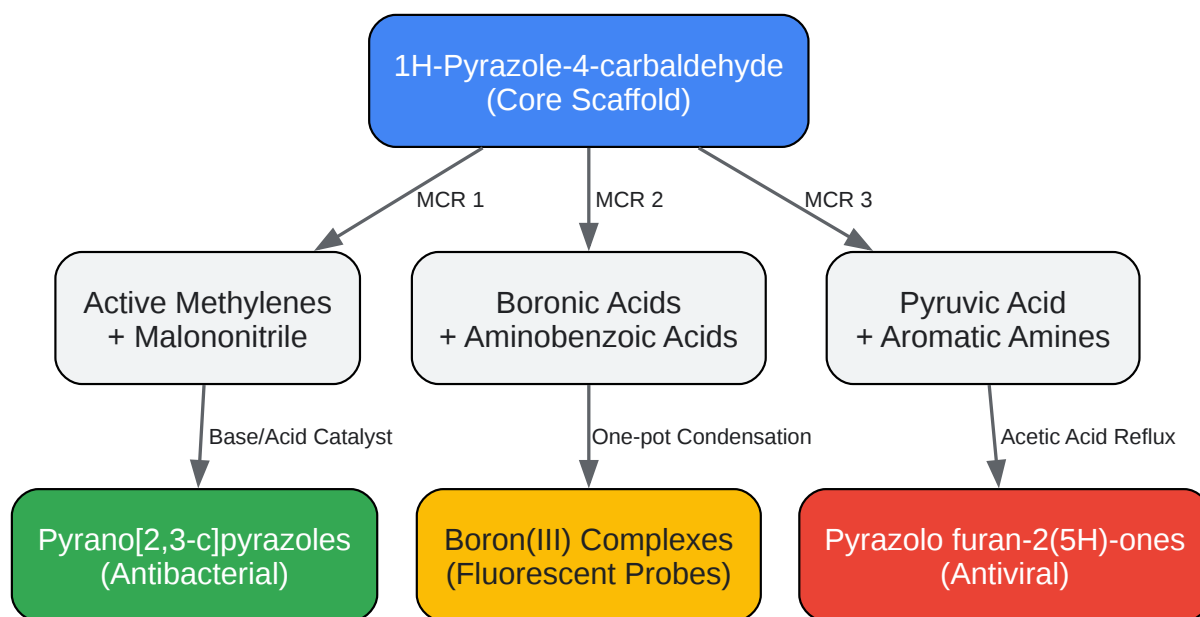 1H-Pyrazole-4-carbaldehyde
(Core Scaffold)
MCR 1
MCR 2
MCR 3
Active Methylenes
+ Malononitrile
Boronic Acids
+ Aminobenzoic Acids
Pyruvic Acid
+ Aromatic Amines
Base/Acid Catalyst
One-pot Condensation
Acetic Acid Reflux
Pyrano[2,3-c]pyrazoles
(Antibacterial)
Boron(III) Complexes
(Fluorescent Probes)
Pyrazolo furan-2(5H)-ones
(Antiviral)